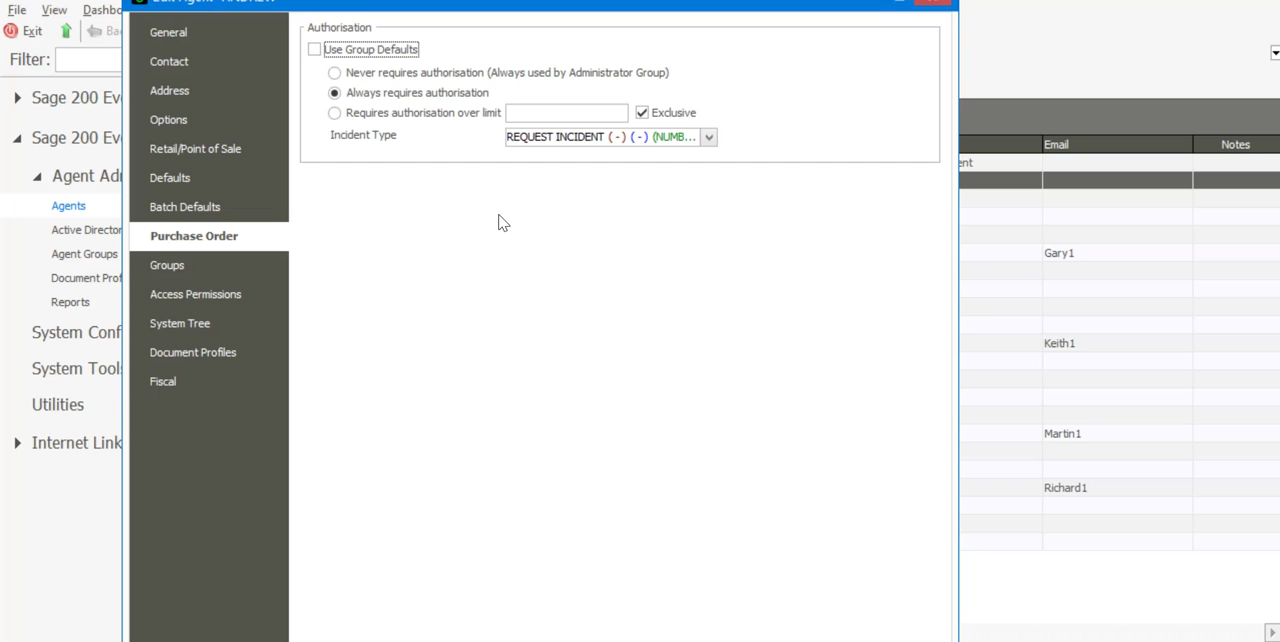 File View Dashbo
Exit Ba
Filter:
Sage 200 Ev
Sage 200 Ev
Agent Ad
Agents
Active Director
Agent Groups
Document Prof
Reports
System Conf
System Tools
Utilities
Internet Link
General
Contact
Address
Options
Retail/Point of Sale
Defaults
Batch Defaults
Purchase Order
Groups
Access Permissions
System Tree
Document Profiles
Fiscal
Authorisation
Use Group Defaults
Never requires authorisation (Always used by Administrator Group)
Always requires authorisation
Requires authorisation over limit Exclusive
Incident Type REQUEST INCIDENT (-) (-) (NUMB...
Email Notes
ent
Gary1
Keith1
Martin1
Richard1